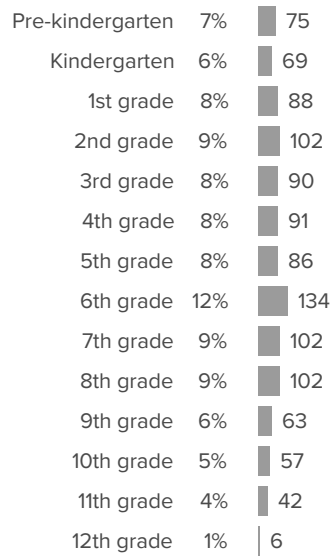 Pre-kindergarten 7% 75
Kindergarten 6% 69
1st grade 8% 88
2nd grade 9% 102
3rd grade 8% 90
4th grade 8% 91
5th grade 8% 86
6th grade 12% 134
7th grade 9% 102
8th grade 9% 102
9th grade 6% 63
10th grade 5% 57
11th grade 4% 42
12th grade 1% 6